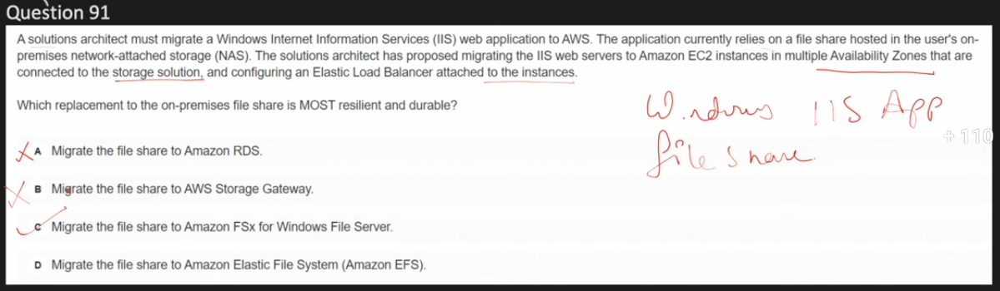 Question 91
A solutions architect must migrate a Windows Internet Information Services (IIS) web application to AWS. The application currently relies on a file share hosted in the user's on-
premises network-attached storage (NAS). The solutions architect has proposed migrating the IIS web servers to Amazon EC2 instances in multiple Availability Zones that are
connected to the storage solution, and configuring an Elastic Load Balancer attached to the instances.
Which replacement to the on-premises file share is MOST resilient and durable?
Windows IIS App
+ 110
file share
A Migrate the file share to Amazon RDS.
B Migrate the file share to AWS Storage Gateway.
C Migrate the file share to Amazon FSx for Windows File Server.
D Migrate the file share to Amazon Elastic File System (Amazon EFS).